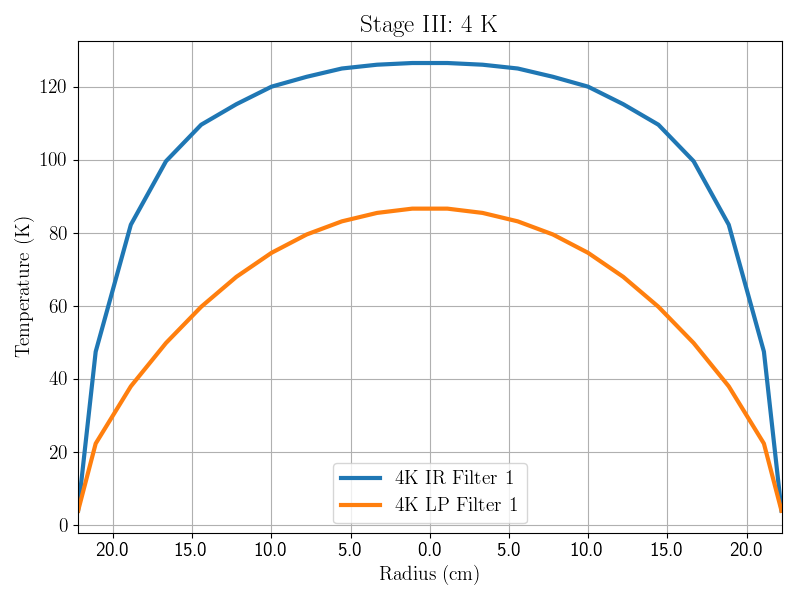 Stage III: 4 K
Temperature (K)
120
100
80
60
40
20
0
4K IR Filter 1
4K LP Filter 1
20.0 15.0 10.0 5.0 0.0 5.0 10.0 15.0 20.0
Radius (cm)